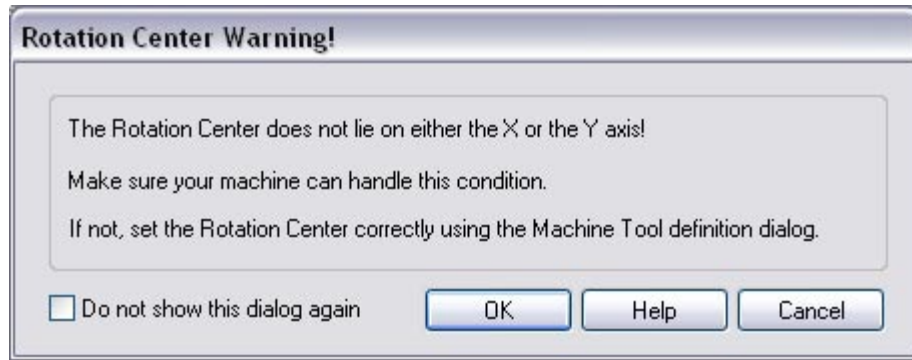 Rotation Center Warning!
The Rotation Center does not lie on either the X or the Y axis!
Make sure your machine can handle this condition.
If not, set the Rotation Center correctly using the Machine Tool definition dialog.
Do not show this dialog again
OK
Help
Cancel